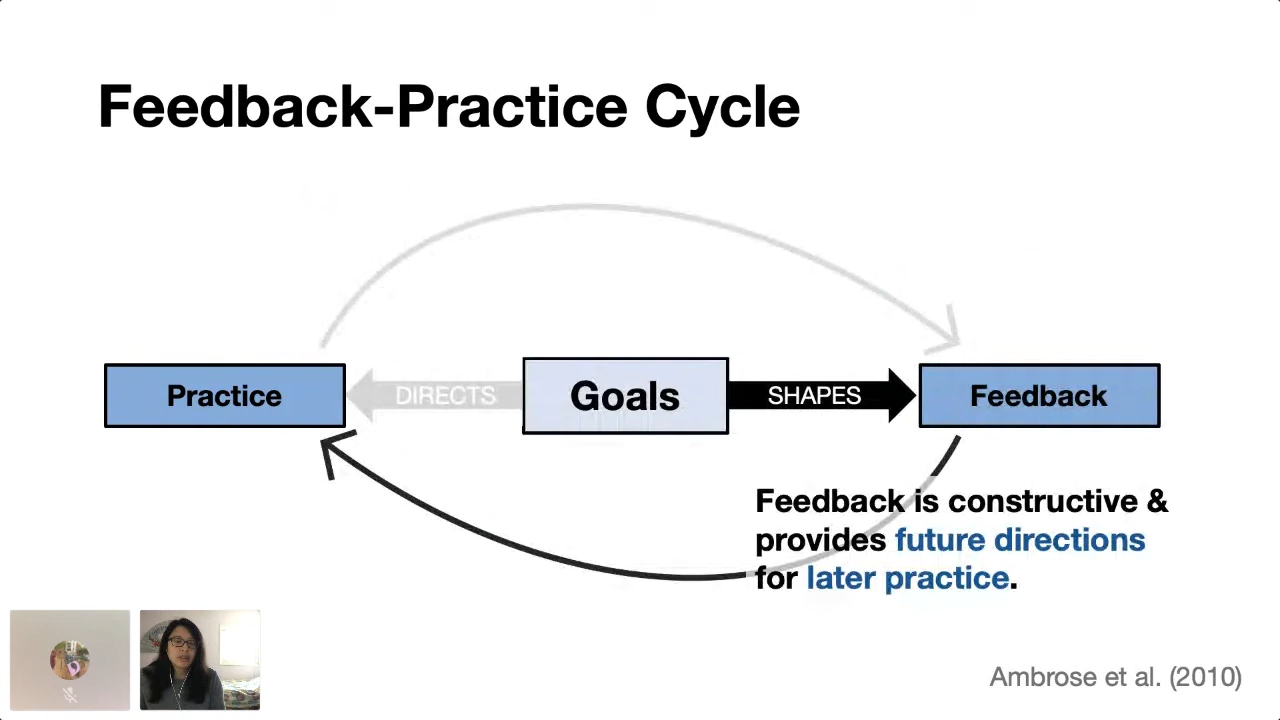 Feedback-Practice Cycle
Practice
DIRECTS
Goals
SHAPES
Feedback
Feedback is constructive &
provides future directions
for later practice.
Ambrose et al. (2010)